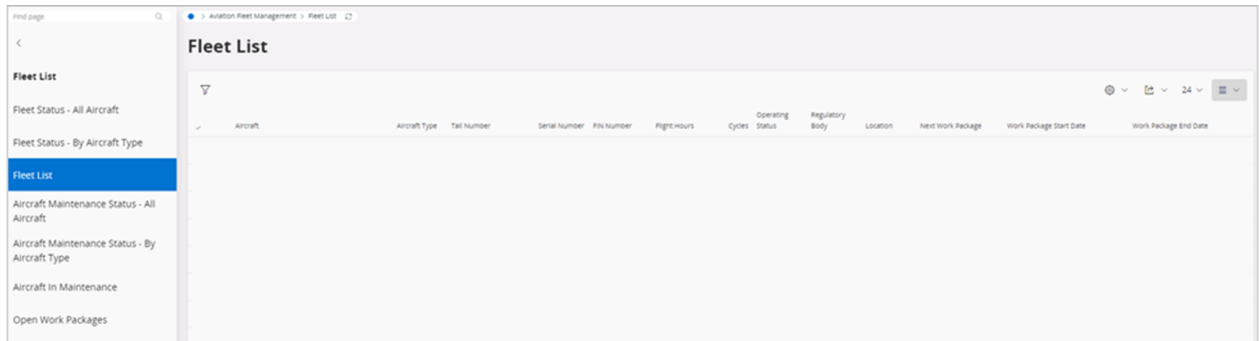 Find page
> Aviation Fleet Management > Fleet List
Fleet List
Fleet List
Fleet Status - All Aircraft
Fleet Status - By Aircraft Type
Fleet List
Aircraft Maintenance Status - All
Aircraft
Aircraft Maintenance Status - By
Aircraft Type
Aircraft In Maintenance
Open Work Packages
24
Aircraft
Aircraft Type
Tail Number
Serial Number
FIN Number
Flight Hours
Cycles
Operating
Status
Regulatory
Body
Location
Next Work Package
Work Package Start Date
Work Package End Date